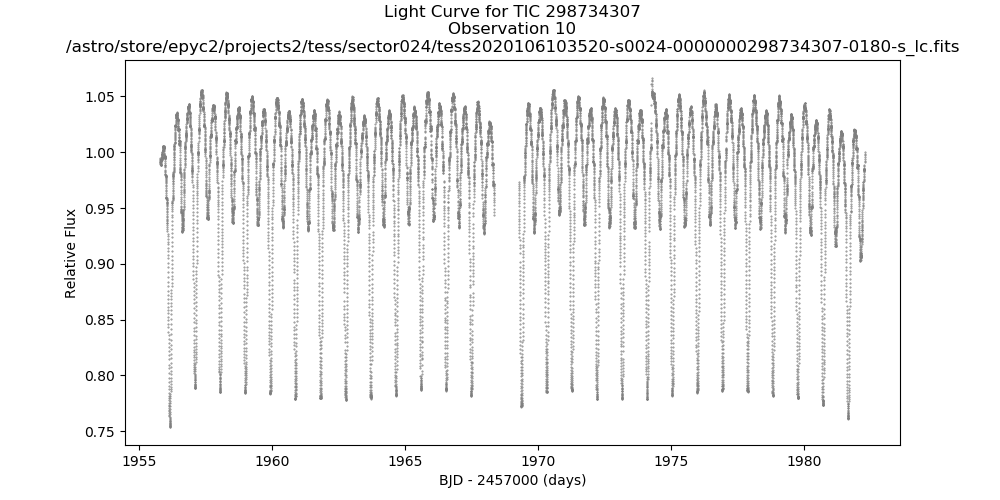 Light Curve for TIC 298734307
Observation 10
/astro/store/epyc2/projects2/tess/sector024/tess2020106103520-s0024-0000000298734307-0180-s_lc.fits
1.05
1.00
0.95
0.90
0.85
0.80
0.75
Relative Flux
1955
1960
1965
1970
1975
1980
BJD - 2457000 (days)